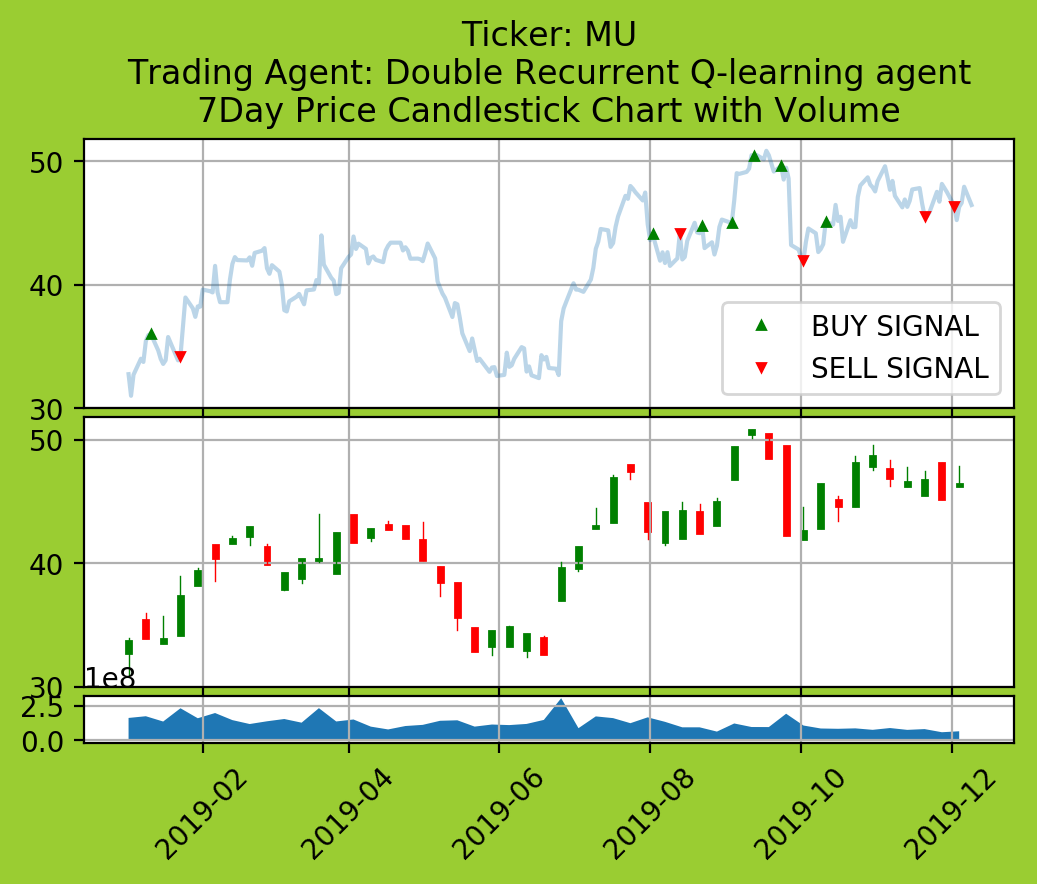 Ticker: MU
Trading Agent: Double Recurrent Q-learning agent
7Day Price Candlestick Chart with Volume
50
40
30
BUY SIGNAL
SELL SIGNAL
50
40
30
1e8
2.5
0.0
2019-02
2019-04
2019-06
2019-08
2019-10
2019-12